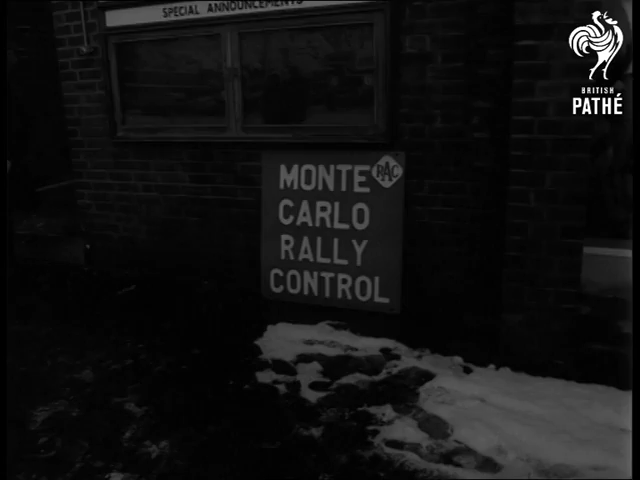 SPECIAL ANNOUNCEMENTS
BRITISH
PATHÉ
MONTE
RAC
CARLO
RALLY
CONTROL